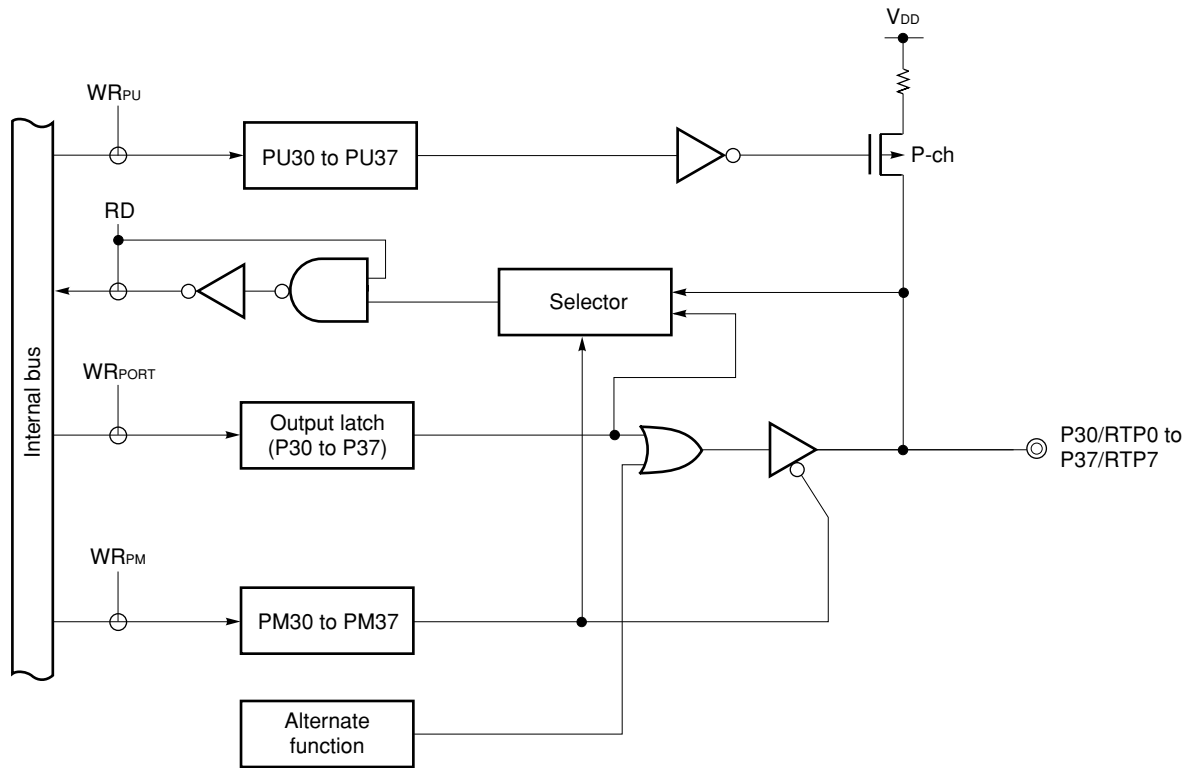 VDD
WRPU
PU30 to PU37
P-ch
RD
Selector
Internal bus
WRPORT
Output latch
(P30 to P37)
P30/RTP0 to
P37/RTP7
WRPM
PM30 to PM37
Alternate
function